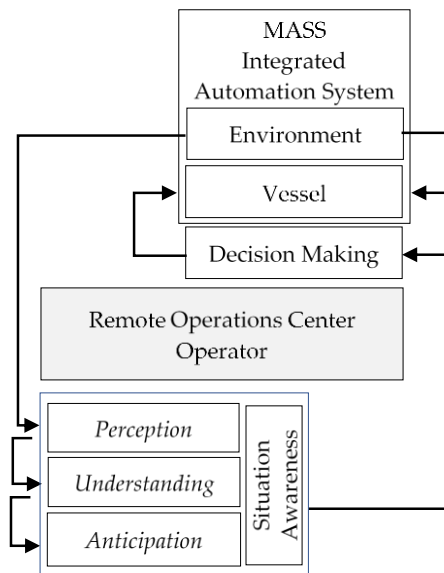 MASS
Integrated
Automation System
Environment
Vessel
Decision Making
Remote Operations Center
Operator
Perception
Understanding
Anticipation
Situation
Awareness